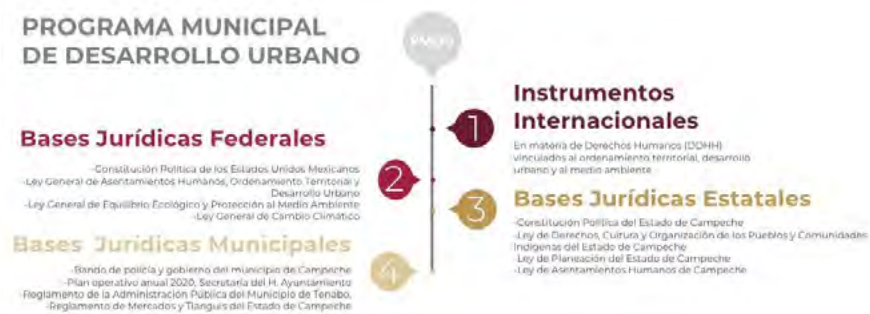 PROGRAMA MUNICIPAL
DE DESARROLLO URBANO
PMDU
1
Instrumentos
Internacionales
En materia de Derechos Humanos (DDHH)
vinculados al ordenamiento territorial, desarrollo
urbano y al medio ambiente
Bases Jurídicas Federales
-Constitución Política de los Estados Unidos Mexicanos
-Ley General de Asentamientos Humanos, Ordenamiento Territorial y
Desarrollo Urbano
-Ley General de Equilibrio Ecológico y Protección al Medio Ambiente
-Ley General de Cambio Climático
2
3
Bases Jurídicas Estatales
-Constitución Política del Estado de Campeche
-Ley de Derechos, Cultura y Organización de los Pueblos y Comunidades
Indígenas del Estado de Campeche
-Ley de Planeación del Estado de Campeche
-Ley de Asentamientos Humanos de Campeche
Bases Jurídicas Municipales
-Bando de policía y gobierno del municipio de Campeche
-Plan operativo anual 2020, Secretaría del H. Ayuntamiento
-Reglamento de la Administración Pública del Municipio de Tenabo,
-Reglamento de Mercados y Tianguis del Estado de Campeche
4